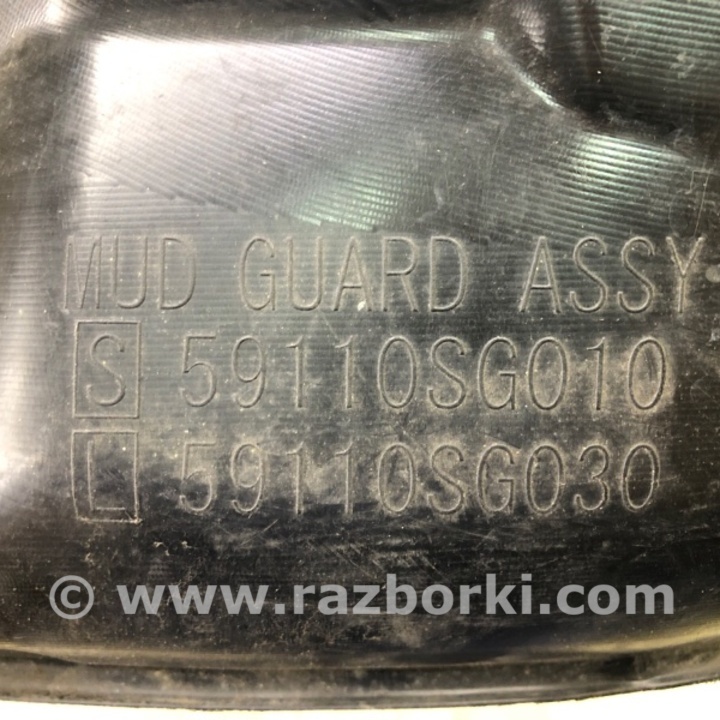 MUD GUARD ASSY
S 59110SG010
L 59110SG030
© www.razborki.com